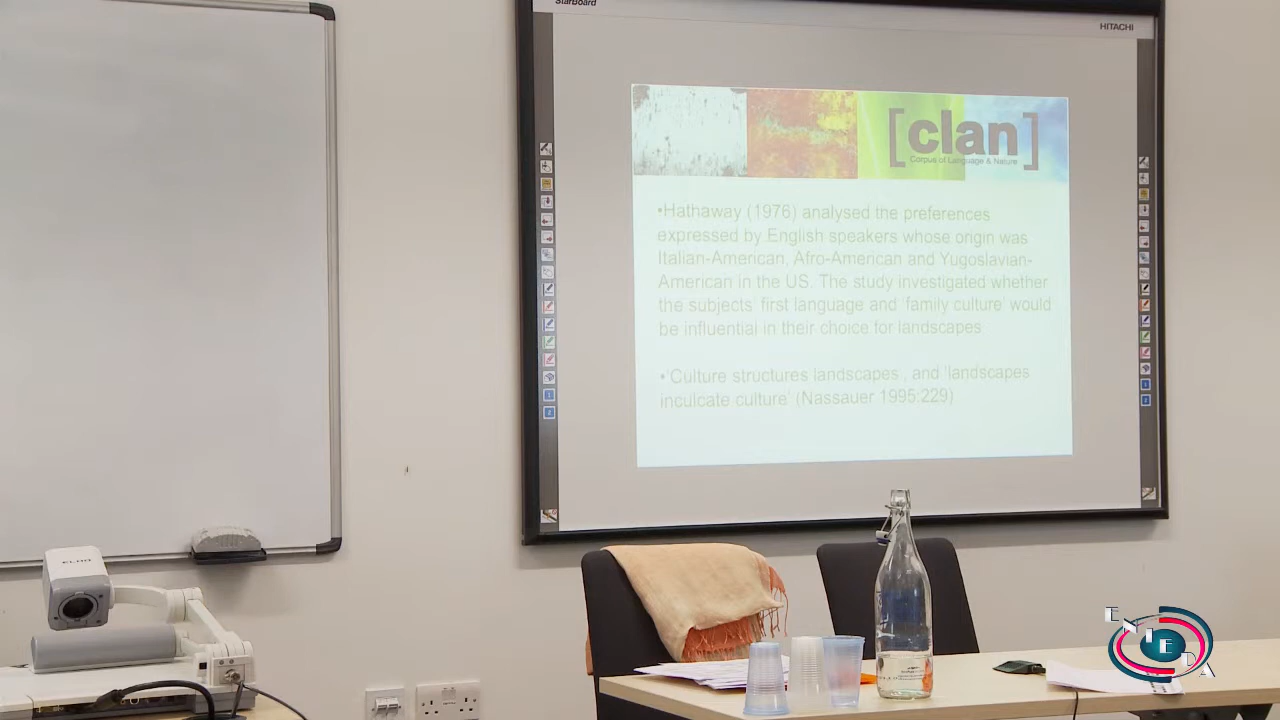 StarBoard
HITACHI
[clan]
Corpus of Language & Nature
•Hathaway (1976) analysed the preferences
expressed by English speakers whose origin was
Italian-American, Afro-American and Yugoslavian-
American in the US. The study investigated whether
the subjects' first language and 'family culture' would
be influential in their choice for landscapes
• 'Culture structures landscapes', and 'landscapes
inculcate culture' (Nassauer 1995:229)
ELMO
ENIEDA